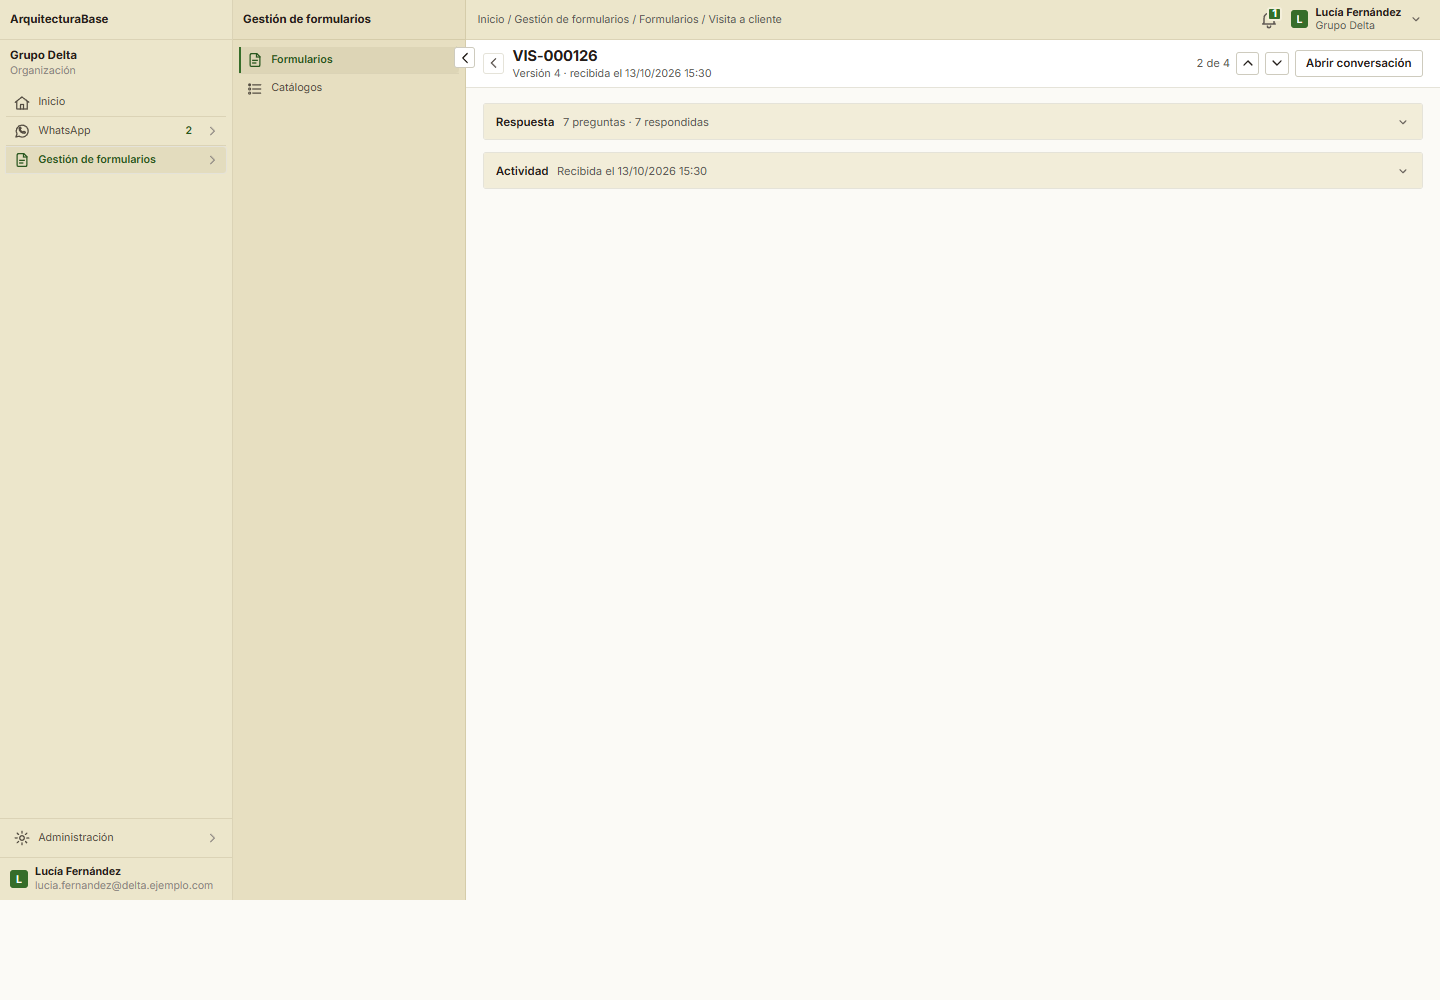 ArquitecturaBase
Grupo Delta
Organización
Inicio
WhatsApp 2
Gestión de formularios
Administración
L
Lucía Fernández
lucia.fernandez@delta.ejemplo.com
Gestión de formularios
Formularios
Catálogos
Inicio / Gestión de formularios / Formularios / Visita a cliente
1
L
Lucía Fernández
Grupo Delta
VIS-000126
Versión 4 · recibida el 13/10/2026 15:30
2 de 4
Abrir conversación
Respuesta 7 preguntas · 7 respondidas
Actividad Recibida el 13/10/2026 15:30